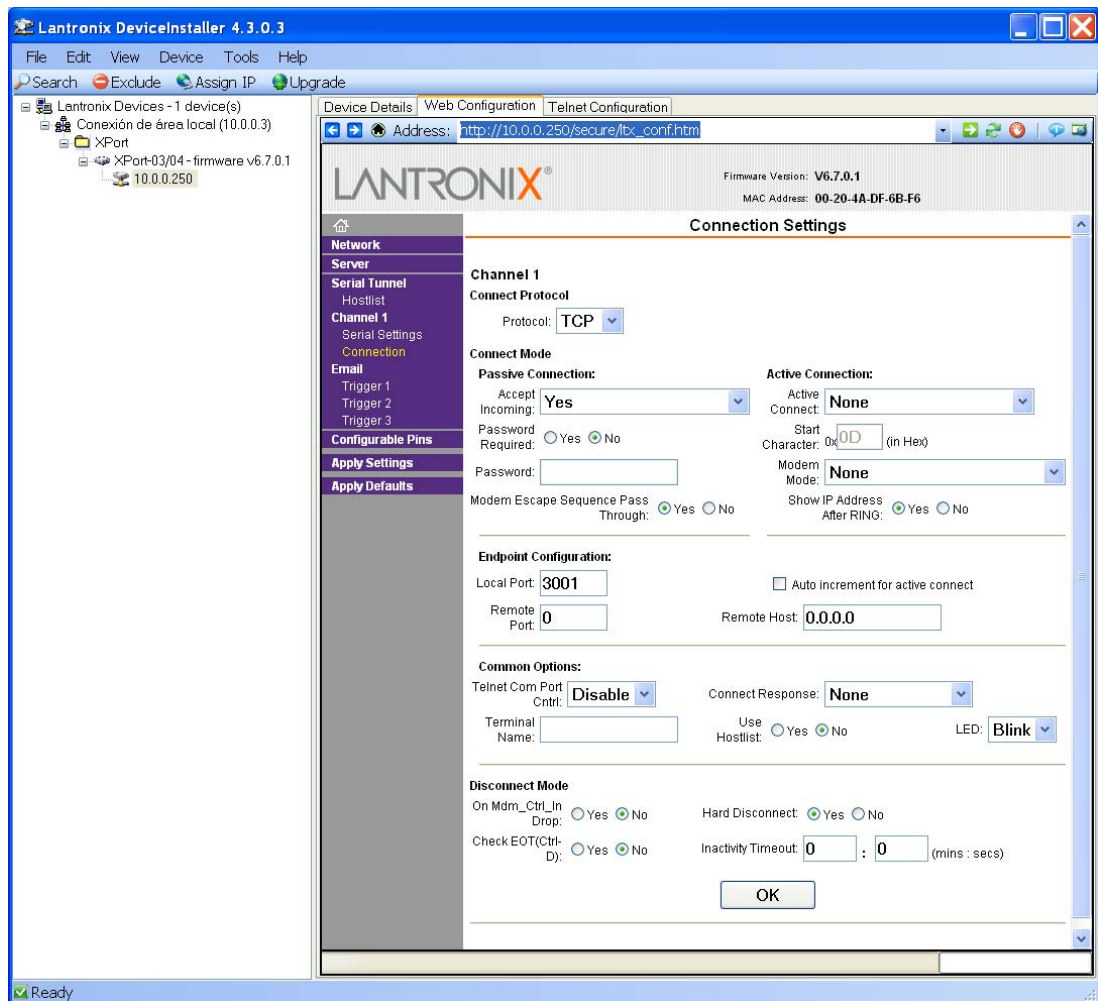 Lantronix DeviceInstaller 4.3.0.3
File Edit View Device Tools Help
Search Exclude Assign IP Upgrade
Lantronix Devices - 1 device(s)
Conexión de área local (10.0.0.3)
XPort
XPort-03/04 - firmware v6.7.0.1
10.0.0.250
Device Details Web Configuration Telnet Configuration
Address: http://10.0.0.250/secure/ltx_conf.htm
LANTRONIX®
Firmware Version: V6.7.0.1
MAC Address: 00-20-4A-DF-6B-F6
Network
Server
Serial Tunnel
Hostlist
Channel 1
Serial Settings
Connection
Email
Trigger 1
Trigger 2
Trigger 3
Configurable Pins
Apply Settings
Apply Defaults
Connection Settings
Channel 1
Connect Protocol
Protocol: TCP
Connect Mode
Passive Connection:
Accept Incoming: Yes
Password Required: Yes No
Password:
Modem Escape Sequence Pass Through: Yes No
Active Connection:
Active Connect: None
Start Character: 0x 0D (in Hex)
Modem Mode: None
Show IP Address After RING: Yes No
Endpoint Configuration:
Local Port: 3001
Auto increment for active connect
Remote Port: 0
Remote Host: 0.0.0.0
Common Options:
Telnet Com Port Cntrl: Disable
Connect Response: None
Terminal Name:
Use Hostlist: Yes No
LED: Blink
Disconnect Mode
On Mdm_Ctrl_In Drop: Yes No
Hard Disconnect: Yes No
Check EOT(Ctrl-D): Yes No
Inactivity Timeout: 0 : 0 (mins : secs)
OK
Ready